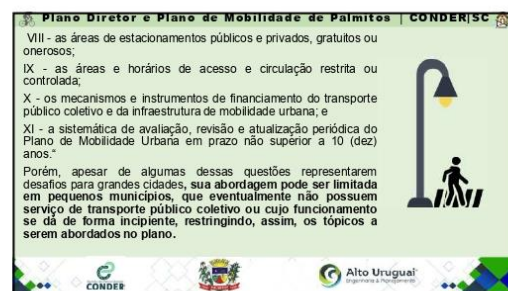 Plano Diretor e Plano de Mobilidade de Palmitos | CONDER|SC
VIII - as áreas de estacionamentos públicos e privados, gratuitos ou
onerosos;
IX - as áreas e horários de acesso e circulação restrita ou
controlada;
X - os mecanismos e instrumentos de financiamento do transporte
público coletivo e da infraestrutura de mobilidade urbana; e
XI - a sistemática de avaliação, revisão e atualização periódica do
Plano de Mobilidade Urbana em prazo não superior a 10 (dez)
anos.“
Porém, apesar de algumas dessas questões representarem
desafios para grandes cidades, sua abordagem pode ser limitada
em pequenos municípios, que eventualmente não possuem
serviço de transporte público coletivo ou cujo funcionamento
se dá de forma incipiente, restringindo, assim, os tópicos a
serem abordados no plano.
CONDER
Alto Uruguai
Engenharia & Planejamento